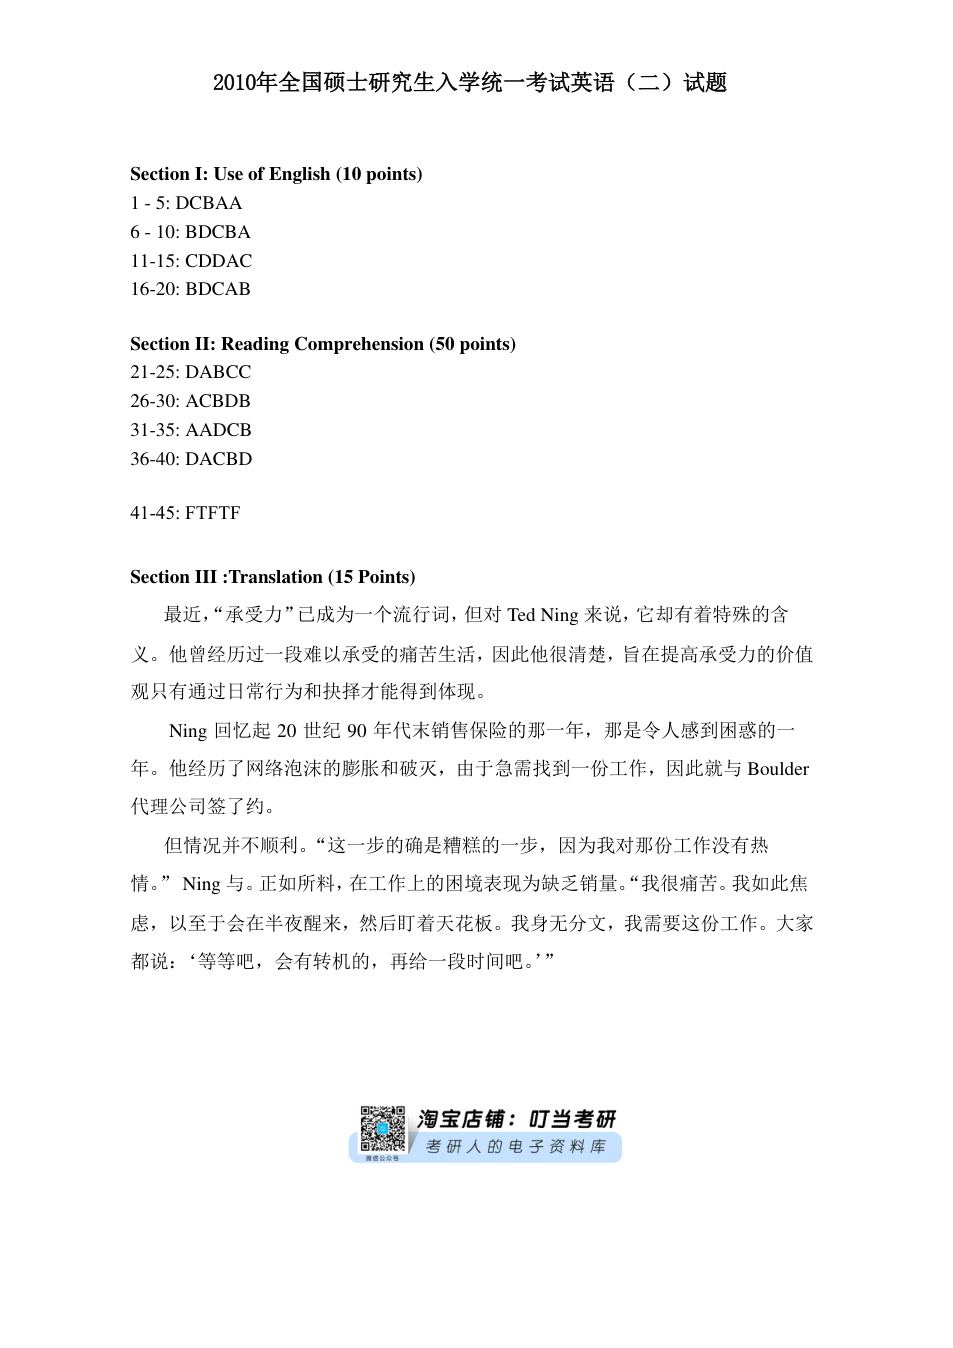 2010年全国硕士研究生入学统一考试英语（二）试题
Section I: Use of English (10 points)
1 - 5: DCBAA
6 - 10: BDCBA
11-15: CDDAC
16-20: BDCAB
Section II: Reading Comprehension (50 points)
21-25: DABCC
26-30: ACBDB
31-35: AADCB
36-40: DACBD
41-45: FTFTF
Section III :Translation (15 Points)
最近，“承受力”已成为一个流行词，但对 Ted Ning 来说，它却有着特殊的含
义。他曾经历过一段难以承受的痛苦生活，因此他很清楚，旨在提高承受力的价值
观只有通过日常行为和抉择才能得到体现。
Ning 回忆起 20 世纪 90 年代末销售保险的那一年，那是令人感到困惑的一
年。他经历了网络泡沫的膨胀和破灭，由于急需找到一份工作，因此就与 Boulder
代理公司签了约。
但情况并不顺利。“这一步的确是糟糕的一步，因为我对那份工作没有热
情。” Ning 与。正如所料，在工作上的困境表现为缺乏销量。“我很痛苦。我如此焦
虑，以至于会在半夜醒来，然后盯着天花板。我身无分文，我需要这份工作。大家
都说：‘等等吧，会有转机的，再给一段时间吧。’”
淘宝店铺：叮当考研
考研人的电子资料库
微信公众号